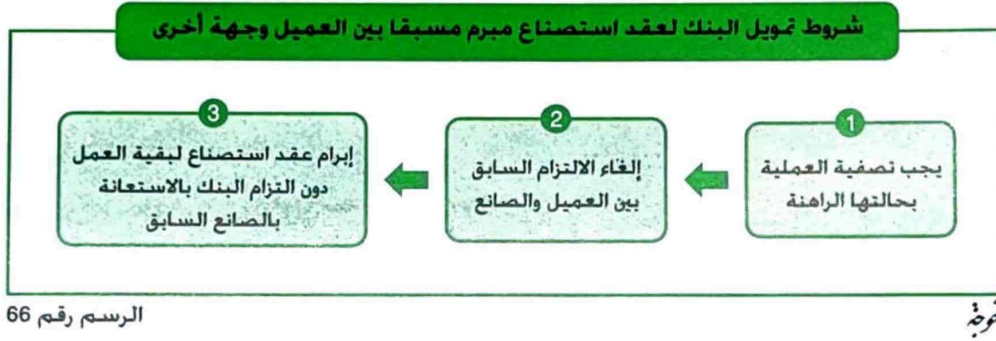 شروط تمويل البنك لعقد استصناع مبرم مسبقا بين العميل وجهة أخرى
1
يجب تصفية العملية
بحالتها الراهنة
2
إلغاء الالتزام السابق
بين العميل والصانع
3
إبرام عقد استصناع لبقية العمل
دون التزام البنك بالاستعانة
بالصانع السابق
الرسم رقم 66